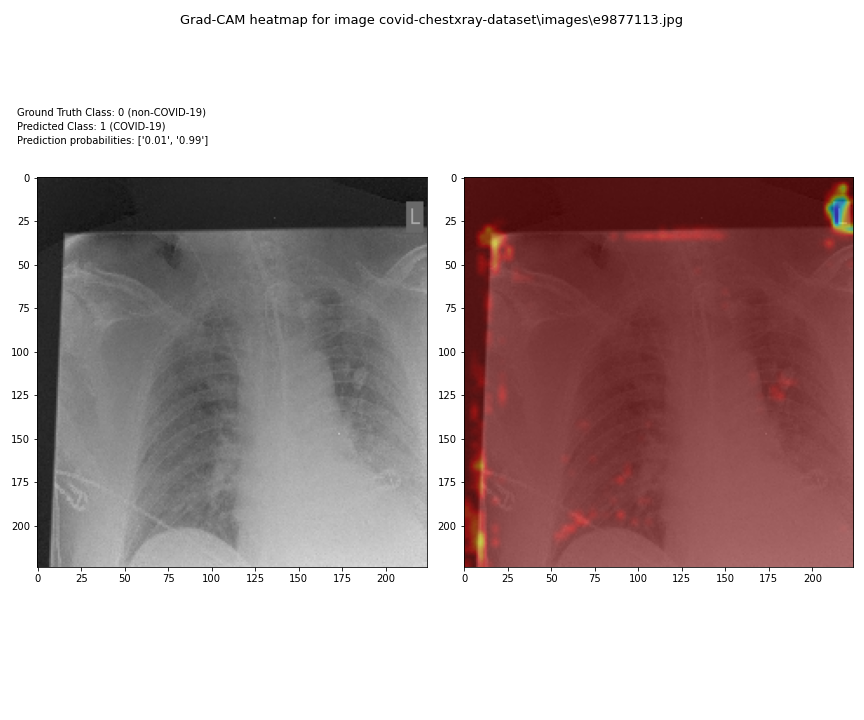 Grad-CAM heatmap for image covid-chestxray-dataset\images\e9877113.jpg
Ground Truth Class: 0 (non-COVID-19)
Predicted Class: 1 (COVID-19)
Prediction probabilities: ['0.01', '0.99']
0
25
50
75
100
125
150
175
200
L
0 25 50 75 100 125 150 175 200
0
25
50
75
100
125
150
175
200
L
0 25 50 75 100 125 150 175 200